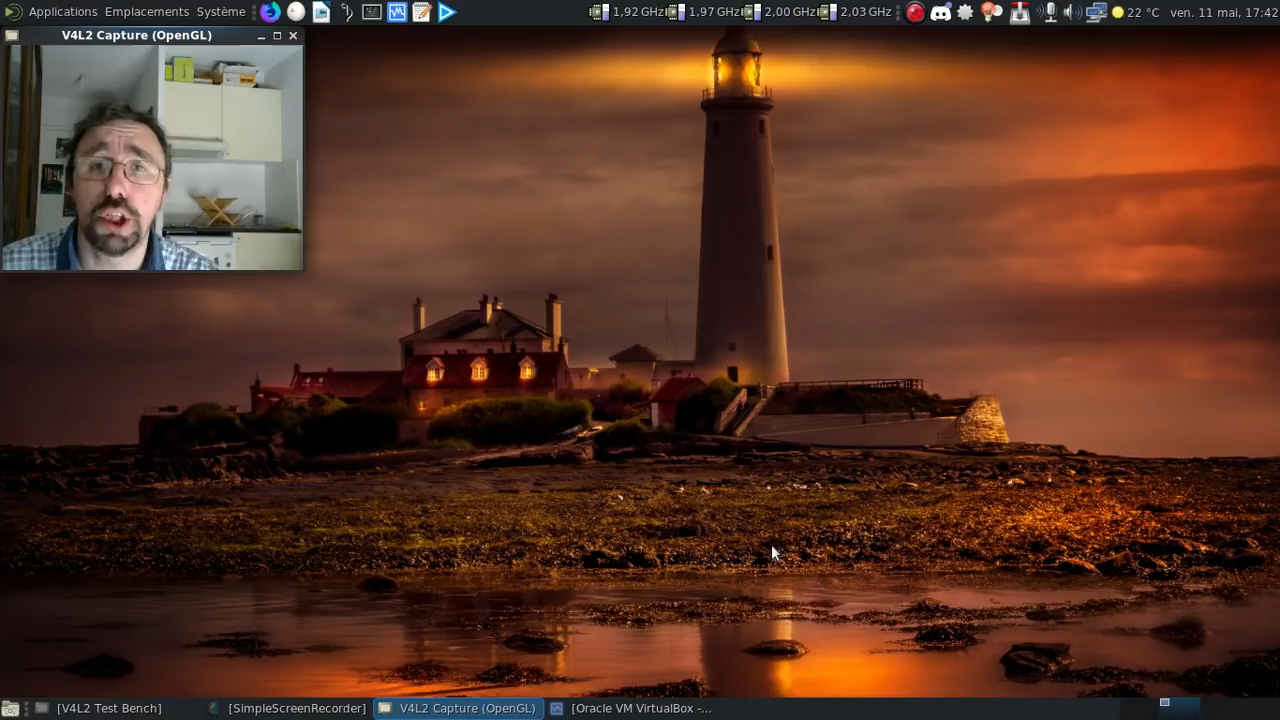 Applications Emplacements Système 1,92 GHz 1,97 GHz 2,00 GHz 2,03 GHz 22 °C ven. 11 mai, 17:42
V4L2 Capture (OpenGL)
[V4L2 Test Bench] [SimpleScreenRecorder] V4L2 Capture (OpenGL) [Oracle VM VirtualBox -...